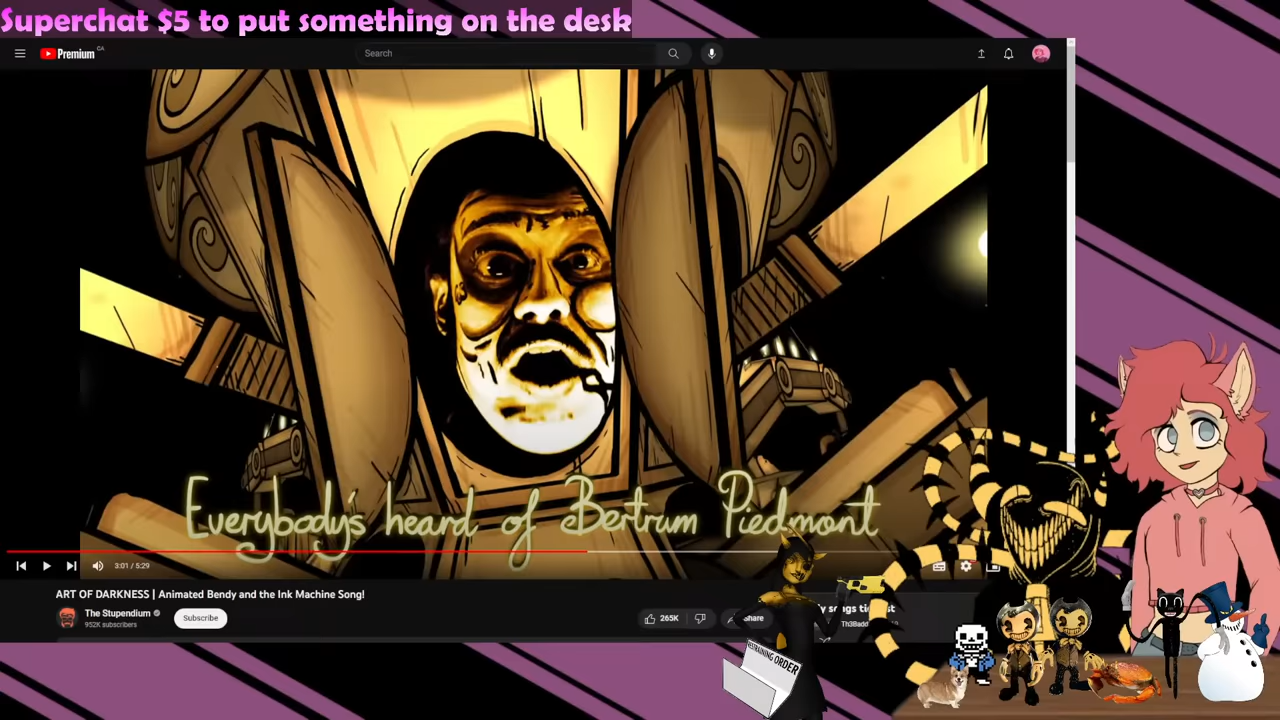 Superchat $5 to put something on the desk
Premium CA
Search
Everybody's heard of Bertrum Piedmont
3:01 / 5:29
ART OF DARKNESS | Animated Bendy and the Ink Machine Song!
The Stupendium
952K subscribers
Subscribe
265K
Share
songs
RESTRAINING ORDER